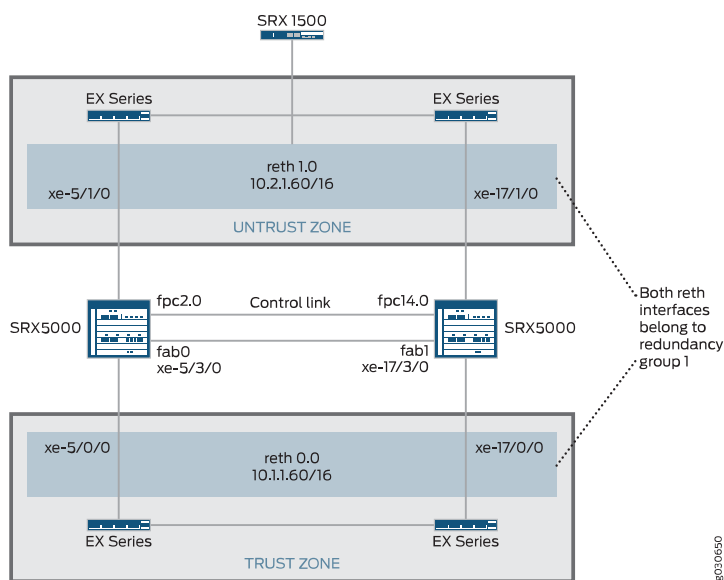 SRX 1500
EX Series
EX Series
reth 1.0
10.2.1.60/16
xe-5/1/0
xe-17/1/0
UNTRUST ZONE
fpc2.0
Control link
fpc14.0
SRX5000
SRX5000
fab0
xe-5/3/0
fab1
xe-17/3/0
Both reth
interfaces
belong to
redundancy
group 1
xe-5/0/0
xe-17/0/0
reth 0.0
10.1.1.60/16
EX Series
EX Series
TRUST ZONE
g030650